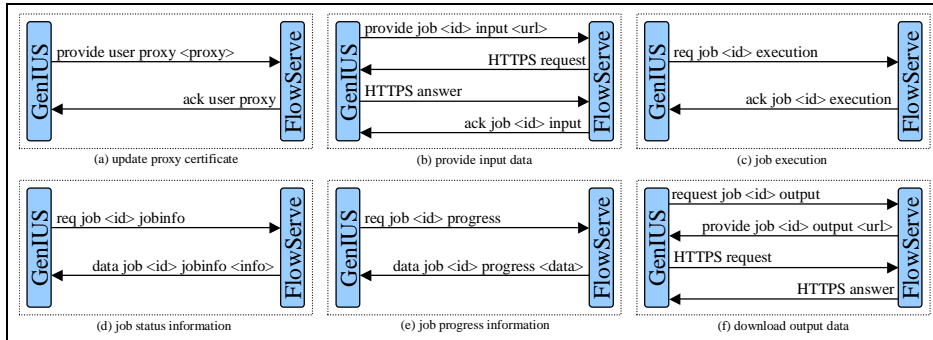 GenIUS
provide user proxy <proxy>
ack user proxy
FlowServe
(a) update proxy certificate
GenIUS
provide job <id> input <url>
HTTPS request
HTTPS answer
ack job <id> input
FlowServe
(b) provide input data
GenIUS
req job <id> execution
ack job <id> execution
FlowServe
(c) job execution
GenIUS
req job <id> jobinfo
data job <id> jobinfo <info>
FlowServe
(d) job status information
GenIUS
req job <id> progress
data job <id> progress <data>
FlowServe
(e) job progress information
GenIUS
request job <id> output
provide job <id> output <url>
HTTPS request
HTTPS answer
FlowServe
(f) download output data